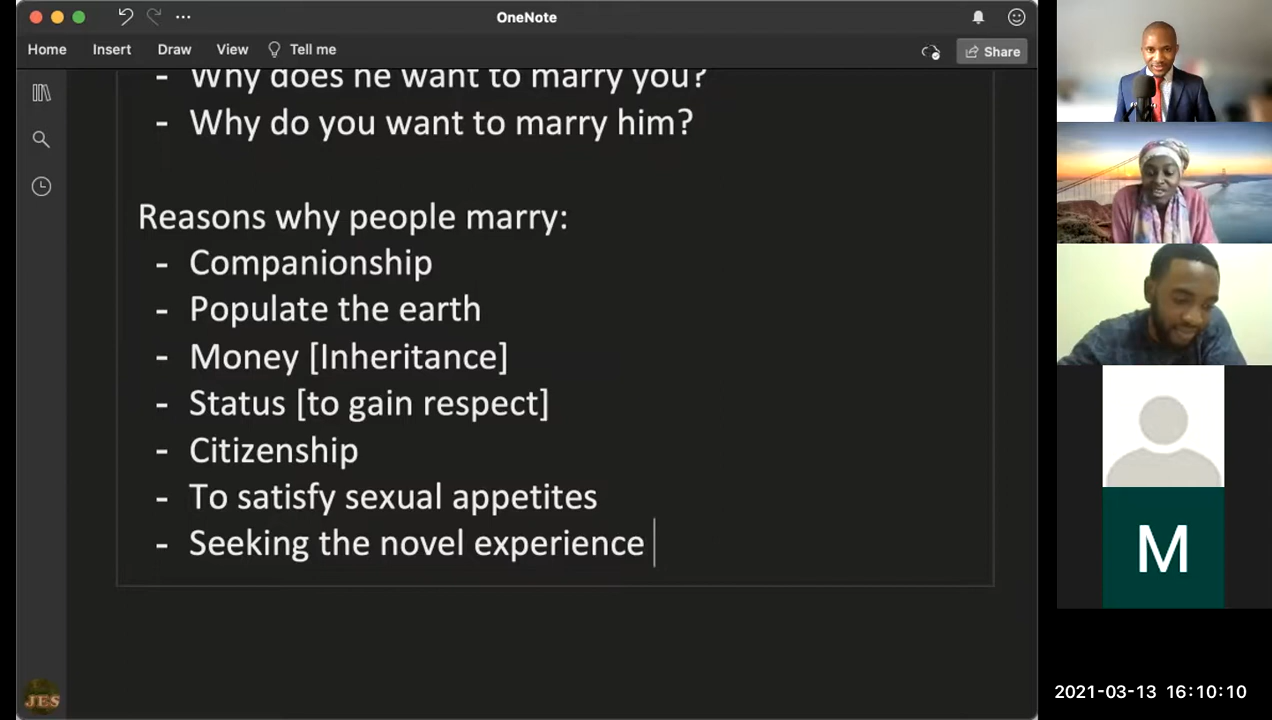 OneNote
Home Insert Draw View Tell me Share
- Why does he want to marry you?
- Why do you want to marry him?
Reasons why people marry:
- Companionship
- Populate the earth
- Money [Inheritance]
- Status [to gain respect]
- Citizenship
- To satisfy sexual appetites
- Seeking the novel experience
M
JES
2021-03-13 16:10:10